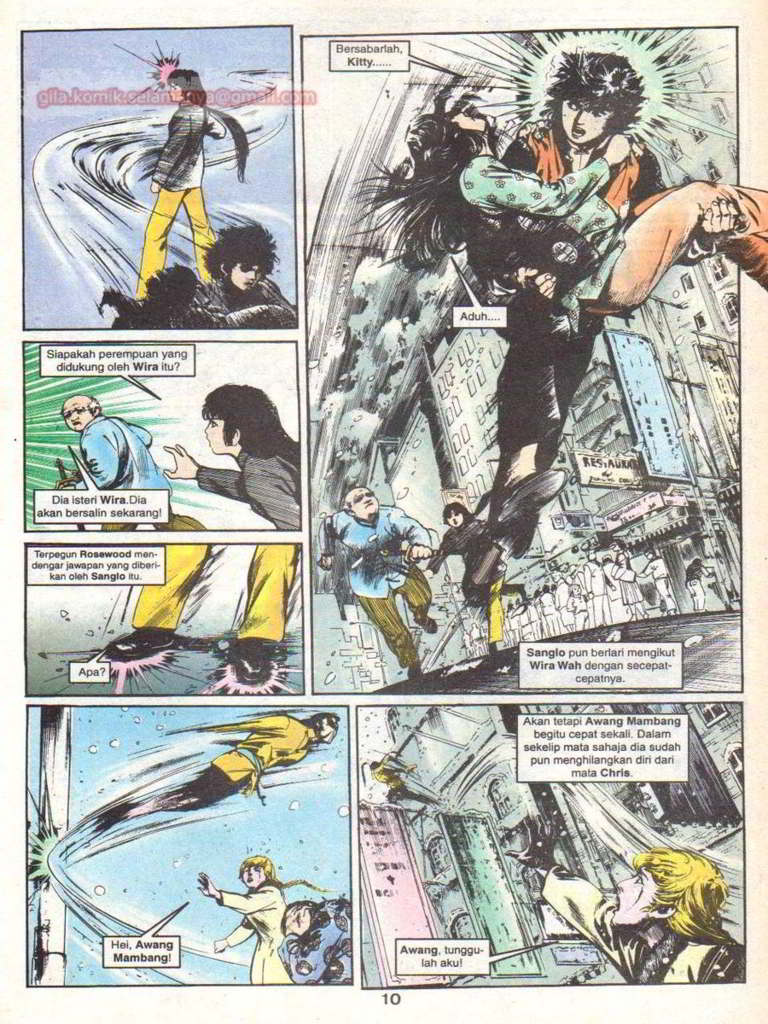 gila.komik.selamanya@gmail.com
Bersabarlah,
Kitty......
Aduh....
Siapakah perempuan yang
didukung oleh Wira itu?
Dia isteri Wira.Dia
akan bersalin sekarang!
RESTAURAN
Terpegun Rosewood men-
dengar jawapan yang diberi-
kan oleh Sanglo itu.
Apa?
Sanglo pun berlari mengikut
Wira Wah dengan secepat-
cepatnya.
Hei, Awang
Mambang!
Akan tetapi Awang Mambang
begitu cepat sekali. Dalam
sekelip mata sahaja dia sudah
pun menghilangkan diri dari
mata Chris.
Awang, tunggu-
lah aku!
10